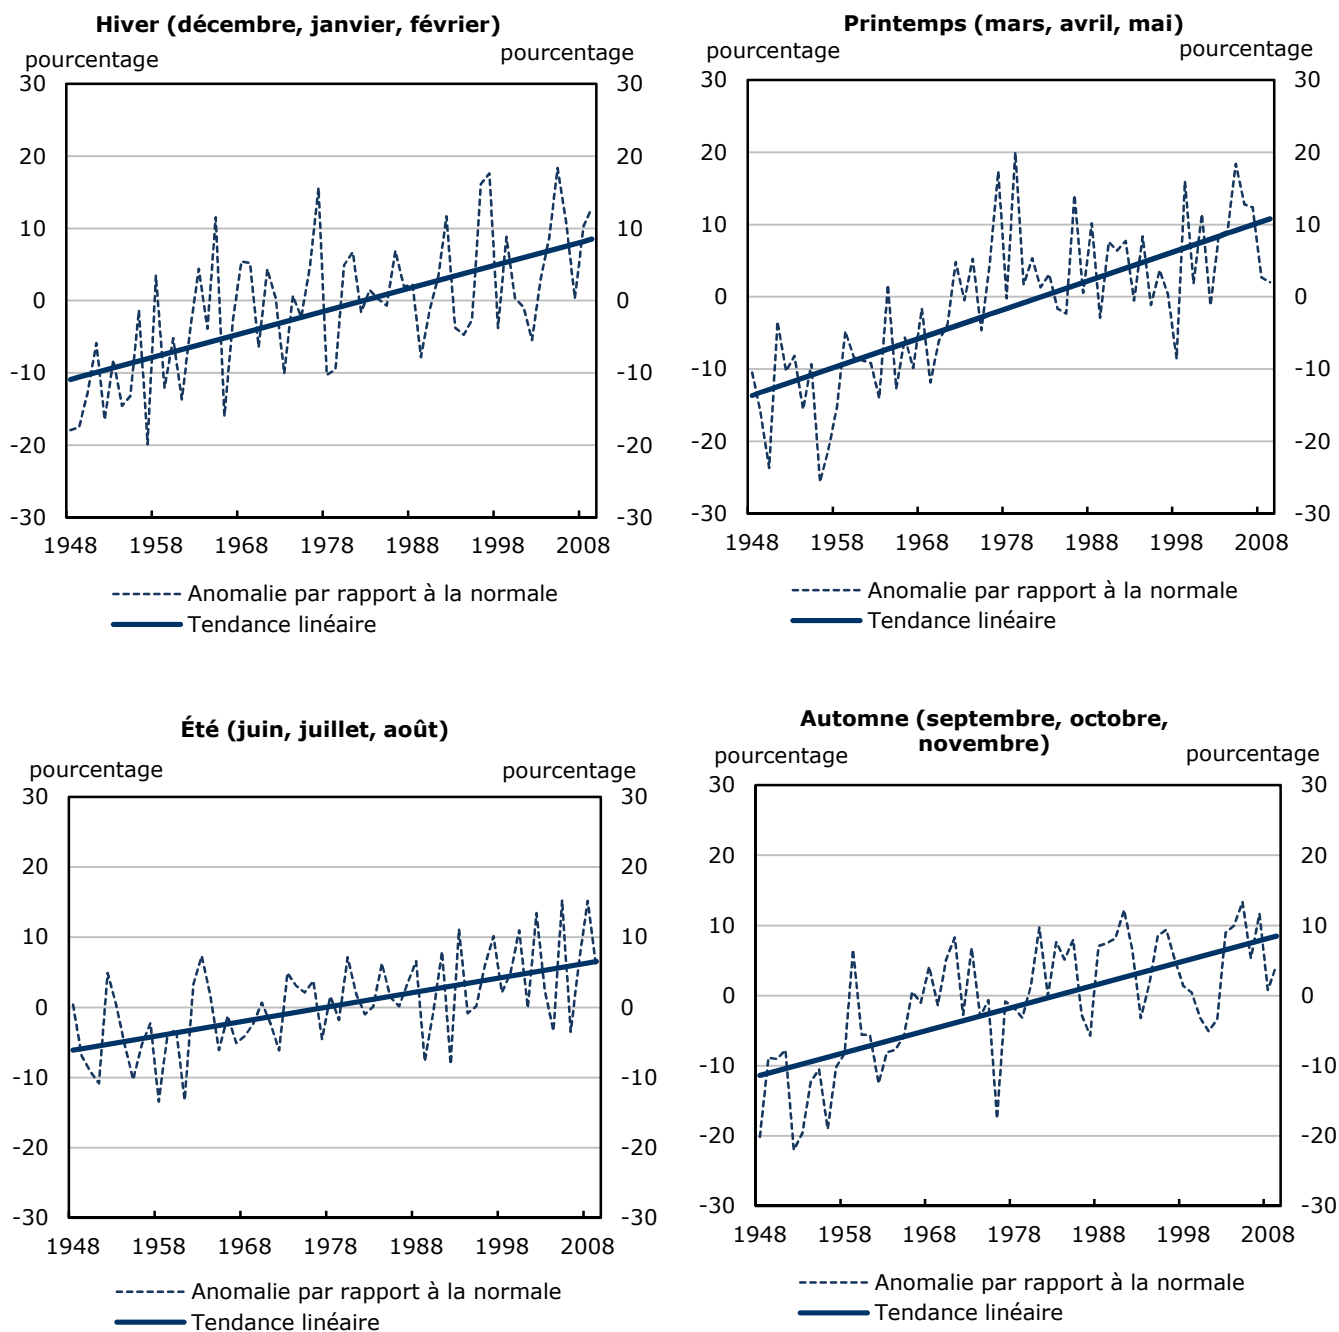 Hiver (décembre, janvier, février)
pourcentage pourcentage
30 30
20 20
10 10
0 0
-10 -10
-20 -20
-30 -30
1948 1958 1968 1978 1988 1998 2008
Anomalie par rapport à la normale
Tendance linéaire
Printemps (mars, avril, mai)
pourcentage pourcentage
30 30
20 20
10 10
0 0
-10 -10
-20 -20
-30 -30
1948 1958 1968 1978 1988 1998 2008
Anomalie par rapport à la normale
Tendance linéaire
Été (juin, juillet, août)
pourcentage pourcentage
30 30
20 20
10 10
0 0
-10 -10
-20 -20
-30 -30
1948 1958 1968 1978 1988 1998 2008
Anomalie par rapport à la normale
Tendance linéaire
Automne (septembre, octobre,
novembre)
pourcentage pourcentage
30 30
20 20
10 10
0 0
-10 -10
-20 -20
-30 -30
1948 1958 1968 1978 1988 1998 2008
Anomalie par rapport à la normale
Tendance linéaire